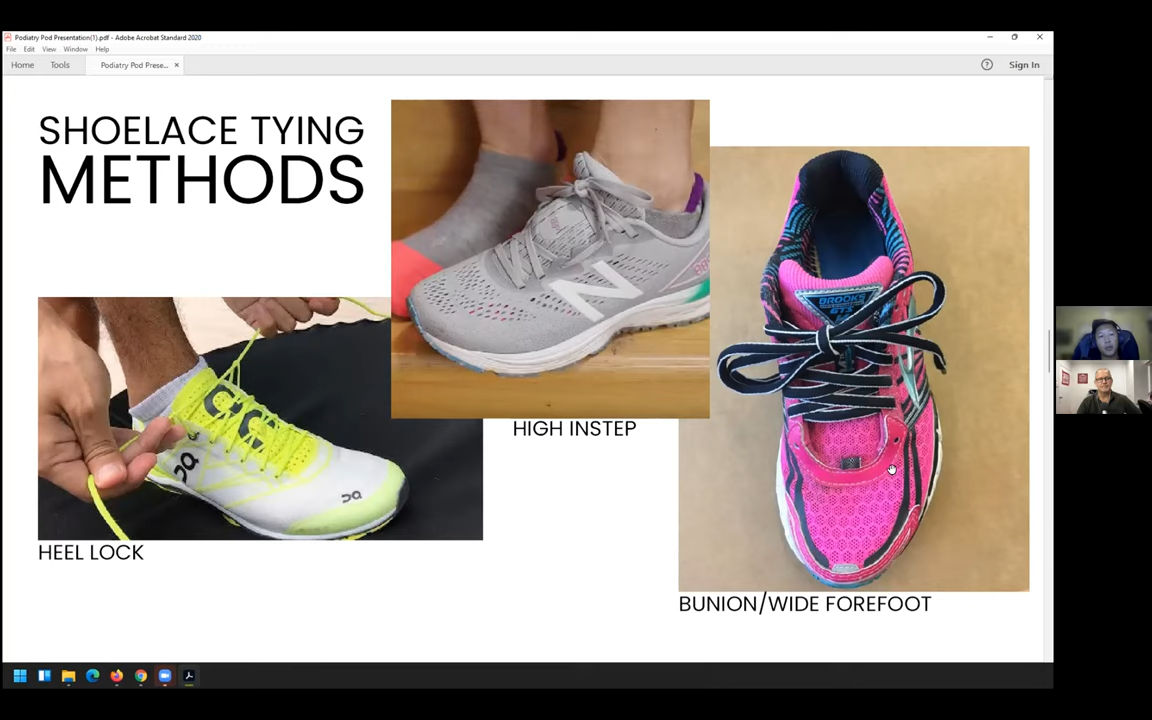 Podiatry Pod Presentation(1).pdf - Adobe Acrobat Standard 2020
File Edit View Window Help
Home Tools Podiatry Pod Prese... ×
Sign In
SHOELACE TYING
METHODS
HIGH INSTEP
HEEL LOCK
BROOKS
BUNION/WIDE FOREFOOT